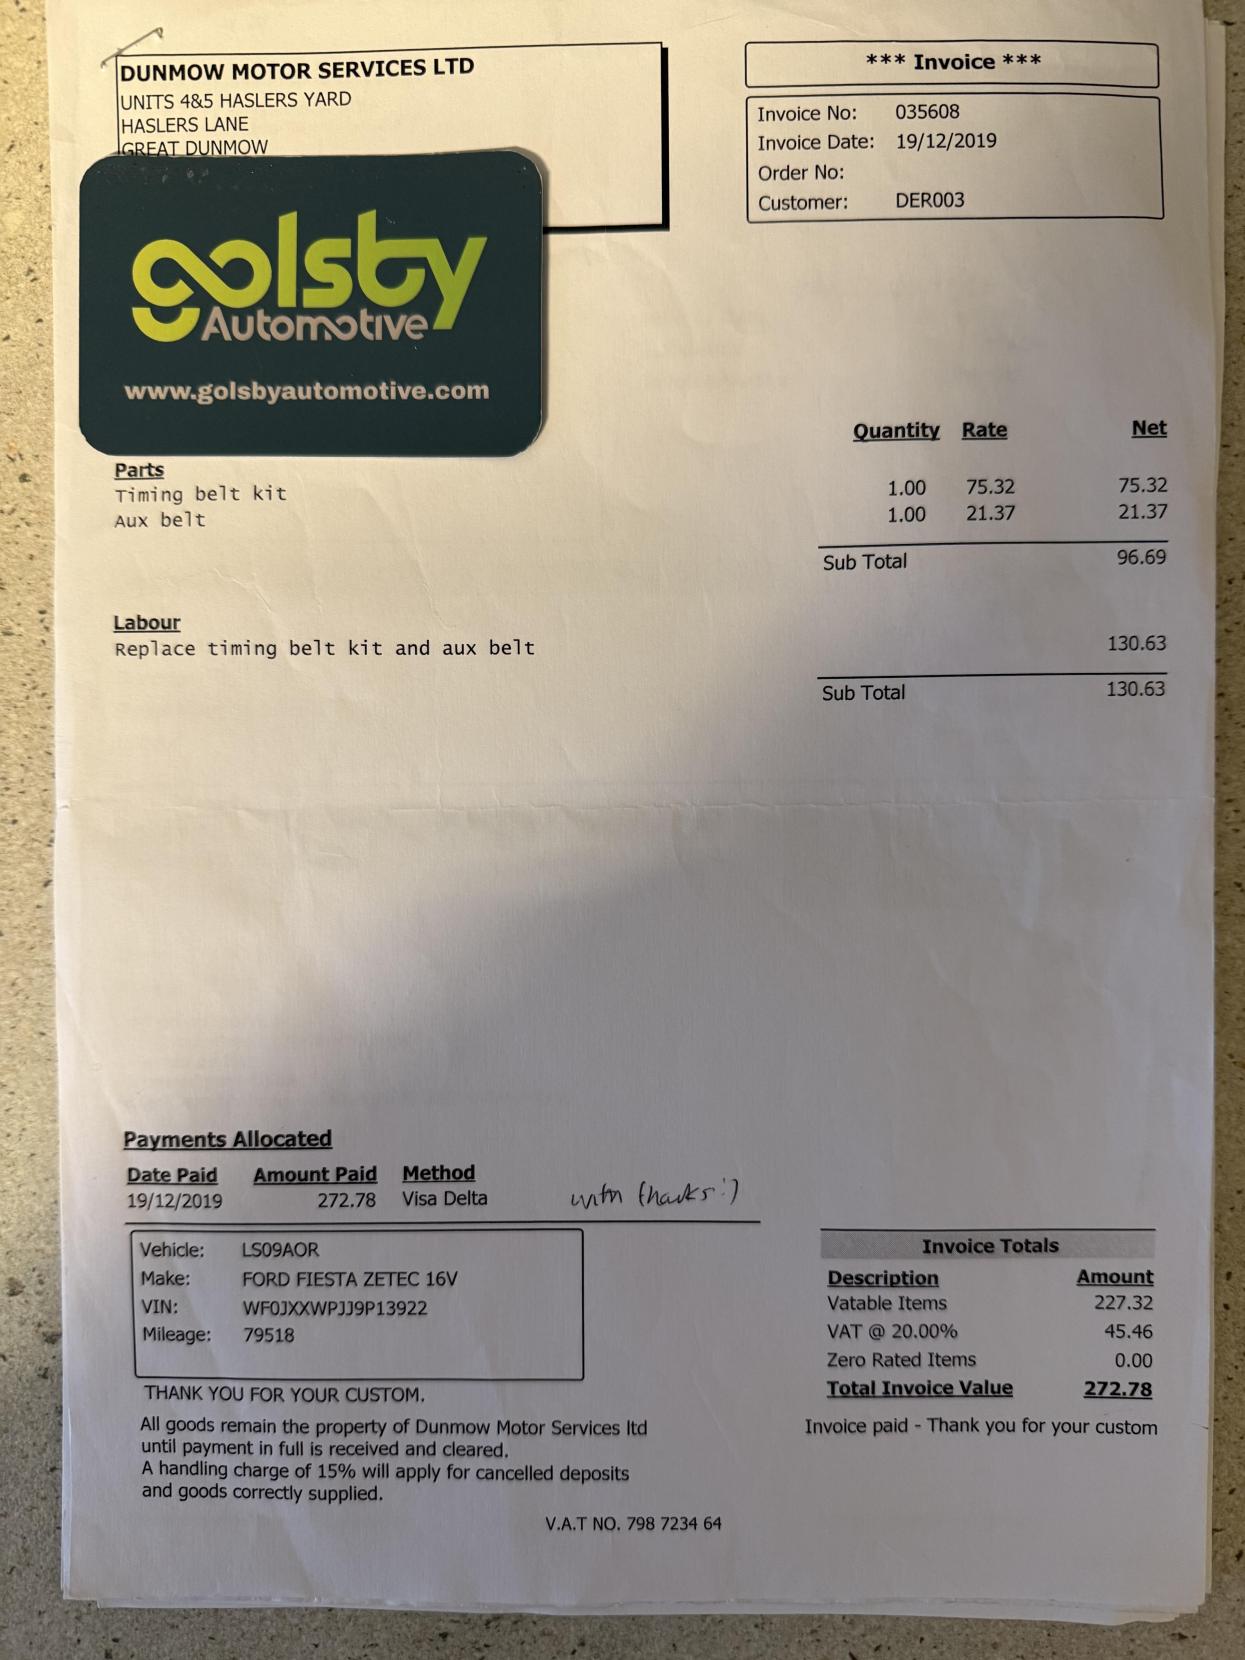 DUNMOW MOTOR SERVICES LTD
UNITS 4&5 HASLERS YARD
HASLERS LANE
GREAT DUNMOW
*** Invoice ***
Invoice No: 035608
Invoice Date: 19/12/2019
Order No:
Customer: DER003
golsby
Automotive
www.golsbyautomotive.com
Quantity Rate Net
Parts
Timing belt kit 1.00 75.32 75.32
Aux belt 1.00 21.37 21.37
Sub Total 96.69
Labour
Replace timing belt kit and aux belt 130.63
Sub Total 130.63
Payments Allocated
Date Paid Amount Paid Method
19/12/2019 272.78 Visa Delta with thanks :)
Vehicle: LS09AOR
Make: FORD FIESTA ZETEC 16V
VIN: WF0JXXWPJJ9P13922
Mileage: 79518
Invoice Totals
Description Amount
Vatable Items 227.32
VAT @ 20.00% 45.46
Zero Rated Items 0.00
Total Invoice Value 272.78
Invoice paid - Thank you for your custom
THANK YOU FOR YOUR CUSTOM.
All goods remain the property of Dunmow Motor Services ltd
until payment in full is received and cleared.
A handling charge of 15% will apply for cancelled deposits
and goods correctly supplied.
V.A.T NO. 798 7234 64